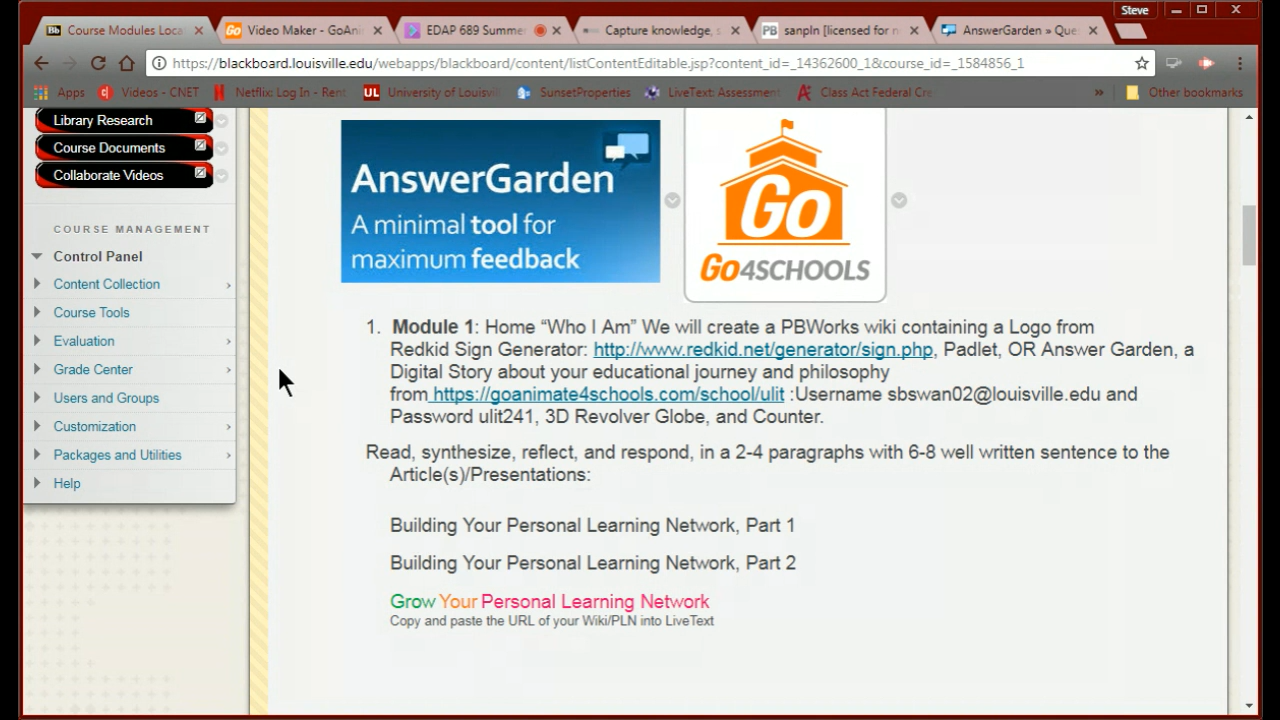 Steve
Course Modules Loca
Video Maker - GoAni
EDAP 689 Summe
Capture knowledge, s
sanpln [licensed for n
AnswerGarden » Que
https://blackboard.louisville.edu/webapps/blackboard/content/listContentEditable.jsp?content_id=_14362600_1&course_id=_1584856_1
Apps
Videos - CNET
Netflix: Log In - Rent
University of Louisvil
SunsetProperties
LiveText: Assessment
Class Act Federal Cre
»
Other bookmarks
Library Research
Course Documents
Collaborate Videos
COURSE MANAGEMENT
Control Panel
Content Collection
Course Tools
Evaluation
Grade Center
Users and Groups
Customization
Packages and Utilities
Help
AnswerGarden
A minimal tool for
maximum feedback
Go
Go4SCHOOLS
1. Module 1: Home “Who I Am” We will create a PBWorks wiki containing a Logo from
Redkid Sign Generator: http://www.redkid.net/generator/sign.php, Padlet, OR Answer Garden, a
Digital Story about your educational journey and philosophy
from https://goanimate4schools.com/school/ulit :Username sbswan02@louisville.edu and
Password ulit241, 3D Revolver Globe, and Counter.
Read, synthesize, reflect, and respond, in a 2-4 paragraphs with 6-8 well written sentence to the
Article(s)/Presentations:
Building Your Personal Learning Network, Part 1
Building Your Personal Learning Network, Part 2
Grow Your Personal Learning Network
Copy and paste the URL of your Wiki/PLN into LiveText